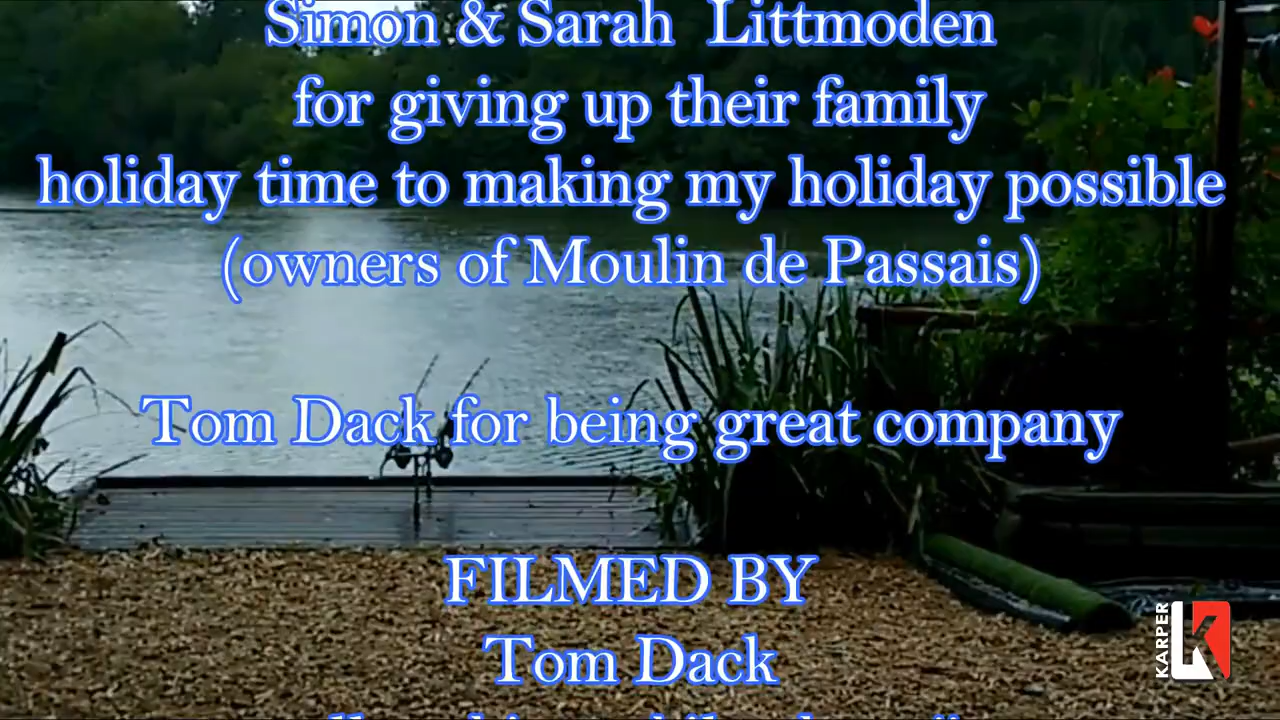 Simon & Sarah Littmoden
for giving up their family
holiday time to making my holiday possible
(owners of Moulin de Passais)
Tom Dack for being great company
FILMED BY
Tom Dack
KARPER